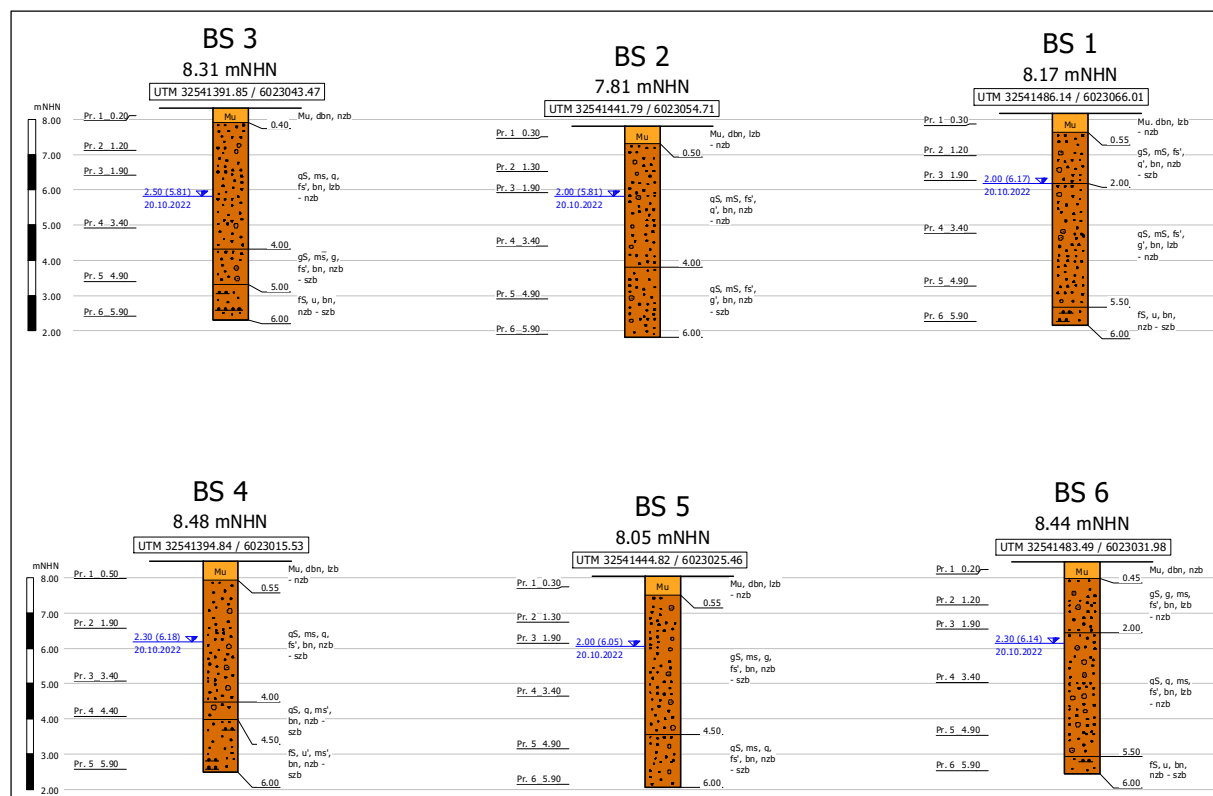 BS 3
8.31 mNHN
UTM 32541391.85 / 6023043.47
mNHN
8.00
7.00
6.00
5.00
4.00
3.00
2.00
Pr. 1 0.20
Pr. 2 1.20
Pr. 3 1.90
2.50 (5.81)
20.10.2022
Pr. 4 3.40
Pr. 5 4.90
Pr. 6 5.90
Mu
0.40
4.00
5.00
6.00
Mu, dbn, nzb
gS, ms, g,
fs', bn, lzb
- nzb
gS, ms, g,
fs', bn, nzb
- szb
fS, u, bn,
nzb - szb
BS 2
7.81 mNHN
UTM 32541441.79 / 6023054.71
Pr. 1 0.30
Pr. 2 1.30
Pr. 3 1.90
2.00 (5.81)
20.10.2022
Pr. 4 3.40
Pr. 5 4.90
Pr. 6 5.90
Mu
0.50
4.00
6.00
Mu, dbn, lzb
- nzb
gS, mS, fs',
g', bn, nzb
- nzb
gS, mS, fs',
g', bn, nzb
- szb
BS 1
8.17 mNHN
UTM 32541486.14 / 6023066.01
Pr. 1 0.30
Pr. 2 1.20
Pr. 3 1.90
2.00 (6.17)
20.10.2022
Pr. 4 3.40
Pr. 5 4.90
Pr. 6 5.90
Mu
0.55
2.00
5.50
6.00
Mu. dbn, lzb
- nzb
gS, mS, fs',
g', bn, nzb
- szb
gS, mS, fs',
g', bn, lzb
- nzb
fS, u, bn,
nzb - szb
BS 4
8.48 mNHN
UTM 32541394.84 / 6023015.53
mNHN
8.00
7.00
6.00
5.00
4.00
3.00
2.00
Pr. 1 0.50
Pr. 2 1.90
2.30 (6.18)
20.10.2022
Pr. 3 3.40
Pr. 4 4.40
Pr. 5 5.90
Mu
0.55
4.00
4.50
6.00
Mu, dbn, lzb
- nzb
gS, ms, g,
fs', bn, nzb
- szb
gS, g, ms',
bn, nzb -
szb
fS, u', ms',
bn, nzb -
szb
BS 5
8.05 mNHN
UTM 32541444.82 / 6023025.46
Pr. 1 0.30
Pr. 2 1.30
Pr. 3 1.90
2.00 (6.05)
20.10.2022
Pr. 4 3.40
Pr. 5 4.90
Pr. 6 5.90
Mu
0.55
4.50
6.00
Mu, dbn, lzb
- nzb
gS, ms, g,
fs', bn, nzb
- szb
gS, ms, g,
fs', bn, nzb
- szb
BS 6
8.44 mNHN
UTM 32541483.49 / 6023031.98
Pr. 1 0.20
Pr. 2 1.20
Pr. 3 1.90
2.30 (6.14)
20.10.2022
Pr. 4 3.40
Pr. 5 4.90
Pr. 6 5.90
Mu
0.45
2.00
5.50
6.00
Mu, dbn, nzb
gS, g, ms,
fs', bn, lzb
- nzb
gS, g, ms,
fs', bn, lzb
- nzb
fS, u, bn,
nzb - szb